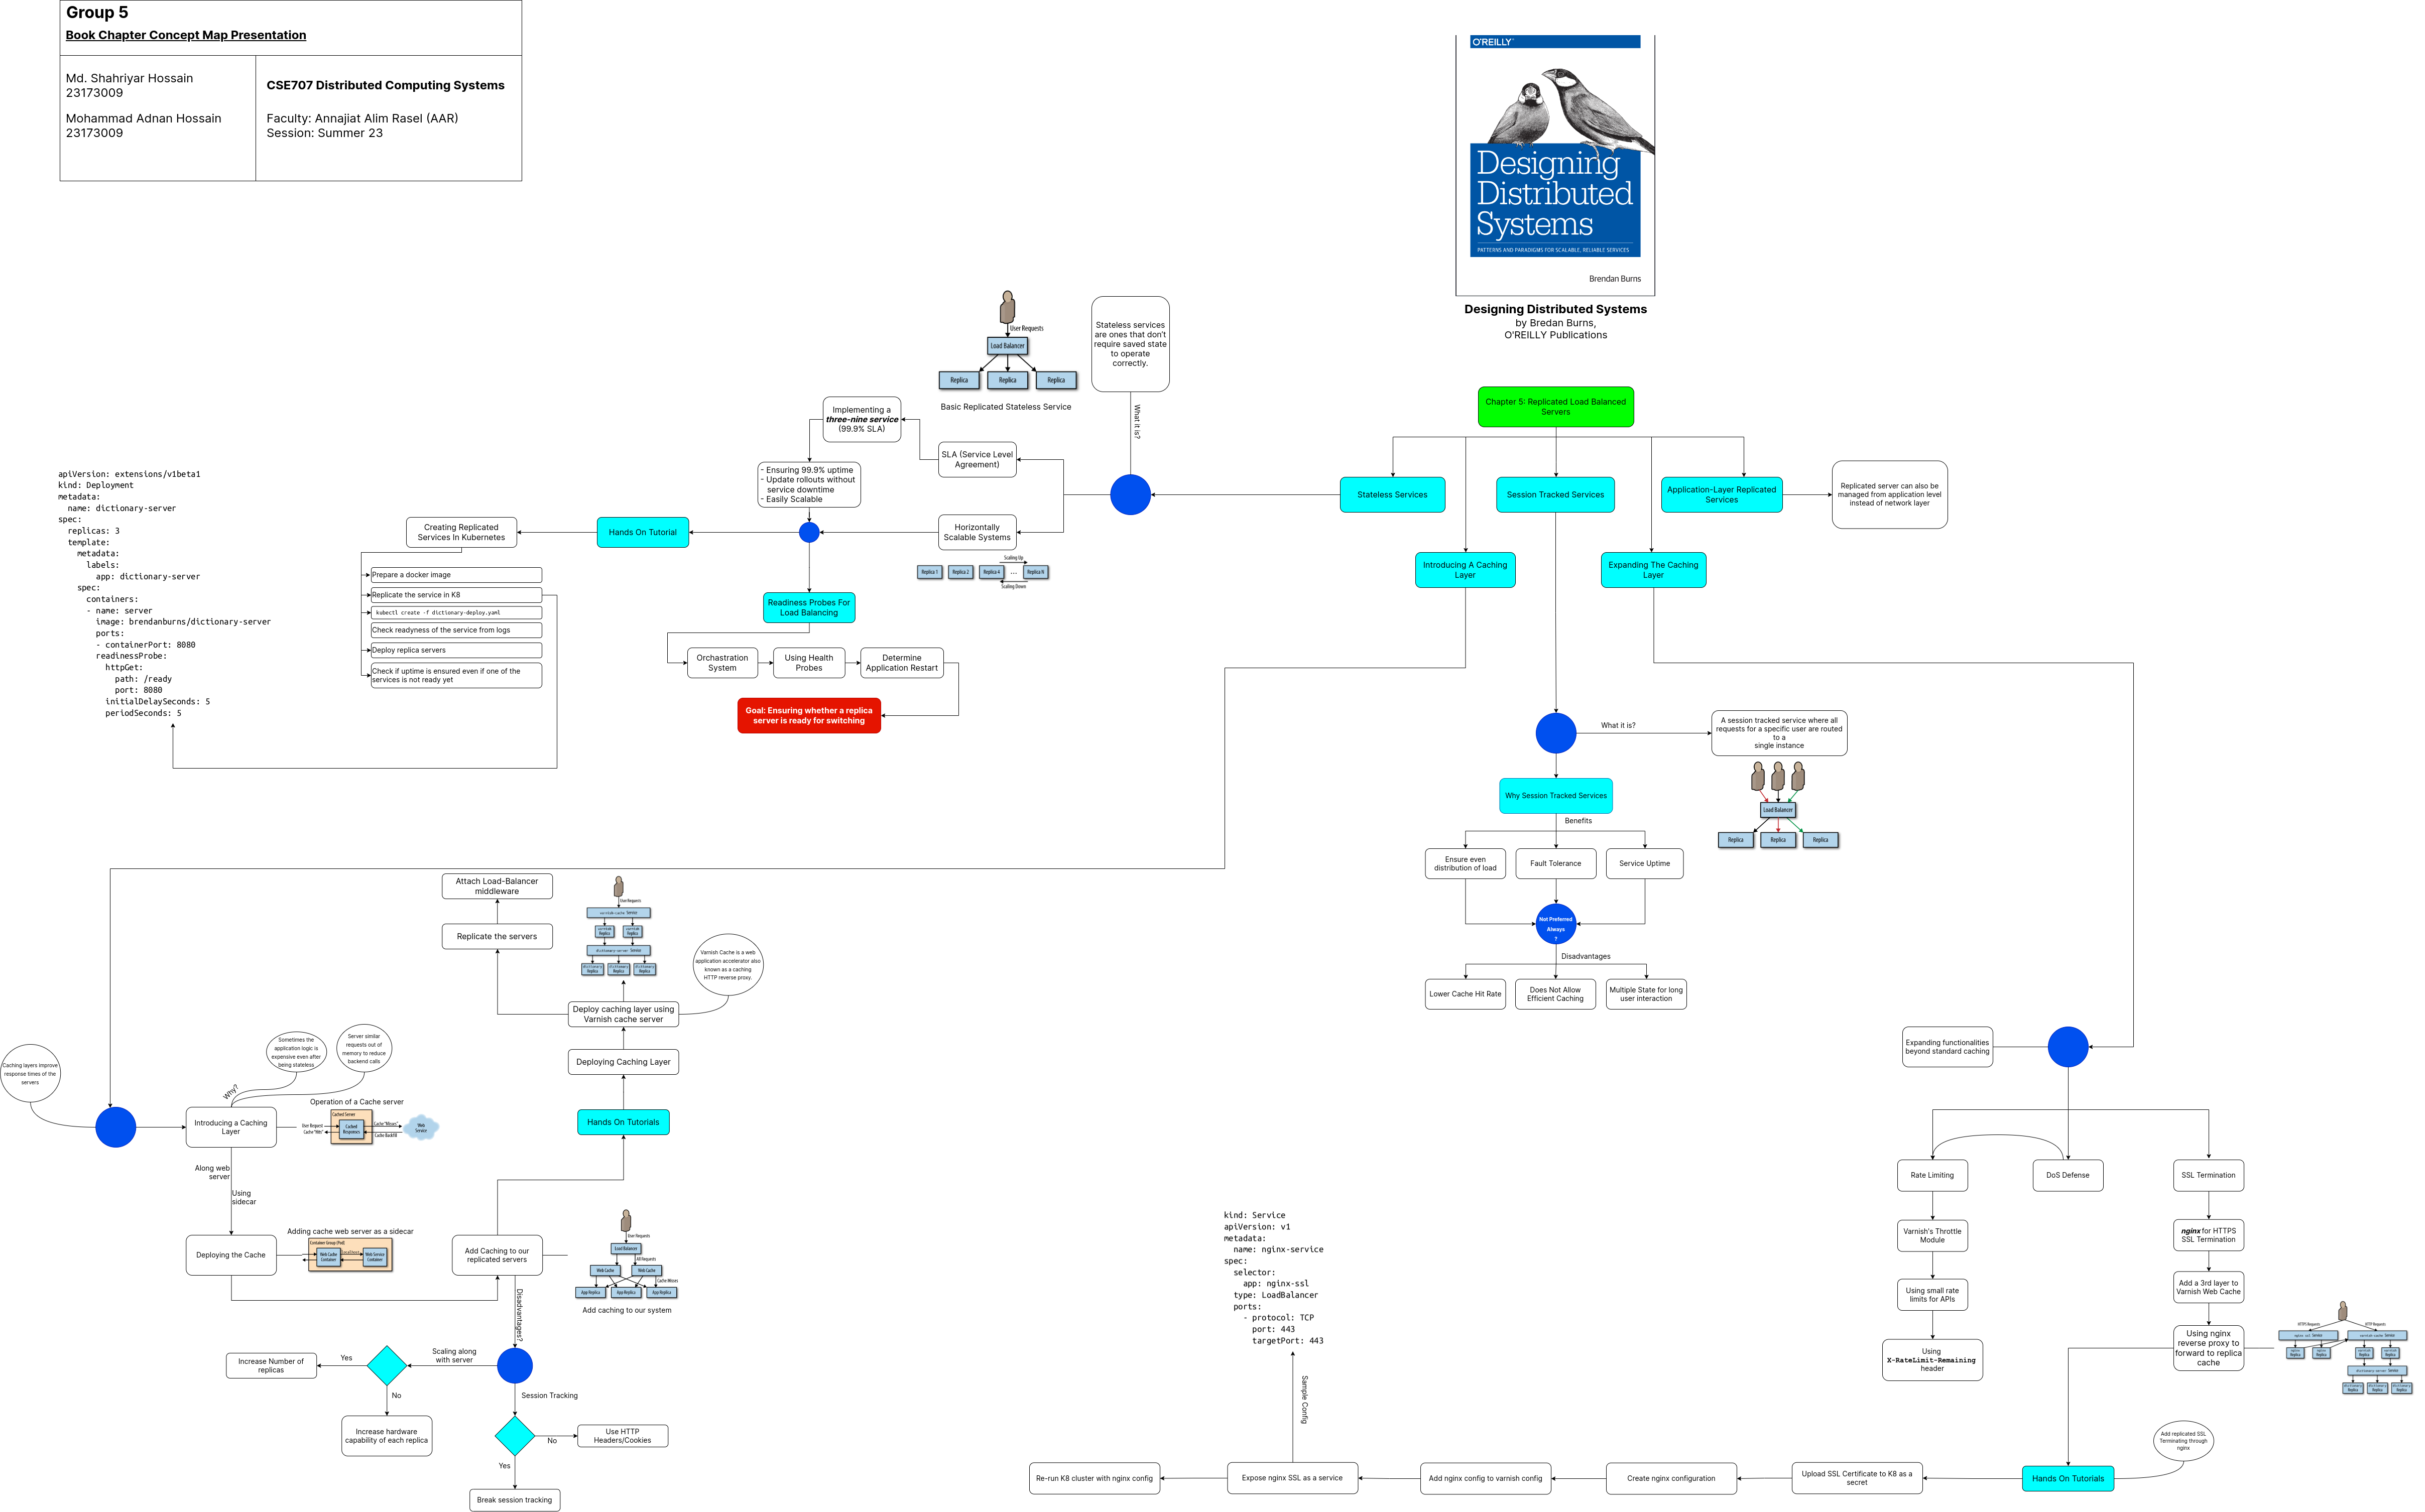 Group 5
Book Chapter Concept Map Presentation
Md. Shahriyar Hossain
23173009
Mohammad Adnan Hossain
23173009
CSE707 Distributed Computing Systems
Faculty: Annajiat Alim Rasel (AAR)
Session: Summer 23
O'REILLY®
Designing
Distributed
Systems
PATTERNS AND PARADIGMS FOR SCALABLE, RELIABLE SERVICES
Brendan Burns
Designing Distributed Systems
by Bredan Burns,
O'REILLY Publications
Chapter 5: Replicated Load Balanced
Servers
Stateless Services
Session Tracked Services
Application-Layer Replicated
Services
Replicated server can also be
managed from application level
instead of network layer
Introducing A Caching
Layer
Expanding The Caching
Layer
Stateless services
are ones that don't
require saved state
to operate
correctly.
What it is?
User Requests
Load Balancer
Replica
Replica
Replica
Basic Replicated Stateless Service
SLA (Service Level
Agreement)
Implementing a
three-nine service
(99.9% SLA)
- Ensuring 99.9% uptime
- Update rollouts without
service downtime
- Easily Scalable
Horizontally
Scalable Systems
Scaling Up
Replica 1
Replica 2
Replica 4
...
Replica N
Scaling Down
Hands On Tutorial
Creating Replicated
Services In Kubernetes
Prepare a docker image
Replicate the service in K8
kubectl create -f dictionary-deploy.yaml
Check readyness of the service from logs
Deploy replica servers
Check if uptime is ensured even if one of the
services is not ready yet
Readiness Probes For
Load Balancing
Orchastration
System
Using Health
Probes
Determine
Application Restart
Goal: Ensuring whether a replica
server is ready for switching
apiVersion: extensions/v1beta1
kind: Deployment
metadata:
name: dictionary-server
spec:
replicas: 3
template:
metadata:
labels:
app: dictionary-server
spec:
containers:
- name: server
image: brendanburns/dictionary-server
ports:
- containerPort: 8080
readinessProbe:
httpGet:
path: /ready
port: 8080
initialDelaySeconds: 5
periodSeconds: 5
What it is?
A session tracked service where all
requests for a specific user are routed
to a
single instance
Load Balancer
Replica
Replica
Replica
Why Session Tracked Services
Benefits
Ensure even
distribution of load
Fault Tolerance
Service Uptime
Not Preferred
Always
?
Disadvantages
Lower Cache Hit Rate
Does Not Allow
Efficient Caching
Multiple State for long
user interaction
Attach Load-Balancer
middleware
Replicate the servers
User Requests
varnish-cache Service
varnish
Replica
varnish
Replica
dictionary-server Service
dictionary
Replica
dictionary
Replica
dictionary
Replica
Varnish Cache is a web
application accelerator also
known as a caching
HTTP reverse proxy.
Deploy caching layer using
Varnish cache server
Deploying Caching Layer
Hands On Tutorials
Caching layers improve
response times of the
servers
Sometimes the
application logic is
expensive even after
being stateless
Server similar
requests out of
memory to reduce
backend calls
Why?
Introducing a Caching
Layer
Operation of a Cache server
Cached Server
User Request
Cache "Hits"
Cached
Responses
Cache "Misses"
Cache Backfill
Web
Service
Along web
server
Using
sidecar
Deploying the Cache
Adding cache web server as a sidecar
Container Group (Pod)
Web Cache
Container
Web Service
Container
Add Caching to our
replicated servers
User Requests
Load Balancer
All Requests
Web Cache
Web Cache
Cache Misses
App Replica
App Replica
App Replica
Add caching to our system
Disadvantages?
Scaling along
with server
Yes
Increase Number of
replicas
No
Increase hardware
capability of each replica
Session Tracking
No
Use HTTP
Headers/Cookies
Yes
Break session tracking
Expanding functionalities
beyond standard caching
Rate Limiting
DoS Defense
SSL Termination
Varnish's Throttle
Module
Using small rate
limits for APIs
Using
X-RateLimit-Remaining
header
nginx for HTTPS
SSL Termination
Add a 3rd layer to
Varnish Web Cache
Using nginx
reverse proxy to
forward to replica
cache
HTTPS Requests
HTTP Requests
nginx-ssl Service
varnish-cache Service
nginx
Replica
nginx
Replica
varnish
Replica
varnish
Replica
dictionary-server Service
dictionary
Replica
dictionary
Replica
dictionary
Replica
Add replicated SSL
Terminating through
nginx
Hands On Tutorials
Upload SSL Certificate to K8 as a
secret
Create nginx configuration
Add nginx config to varnish config
Expose nginx SSL as a service
Re-run K8 cluster with nginx config
Sample Config
kind: Service
apiVersion: v1
metadata:
name: nginx-service
spec:
selector:
app: nginx-ssl
type: LoadBalancer
ports:
- protocol: TCP
port: 443
targetPort: 443